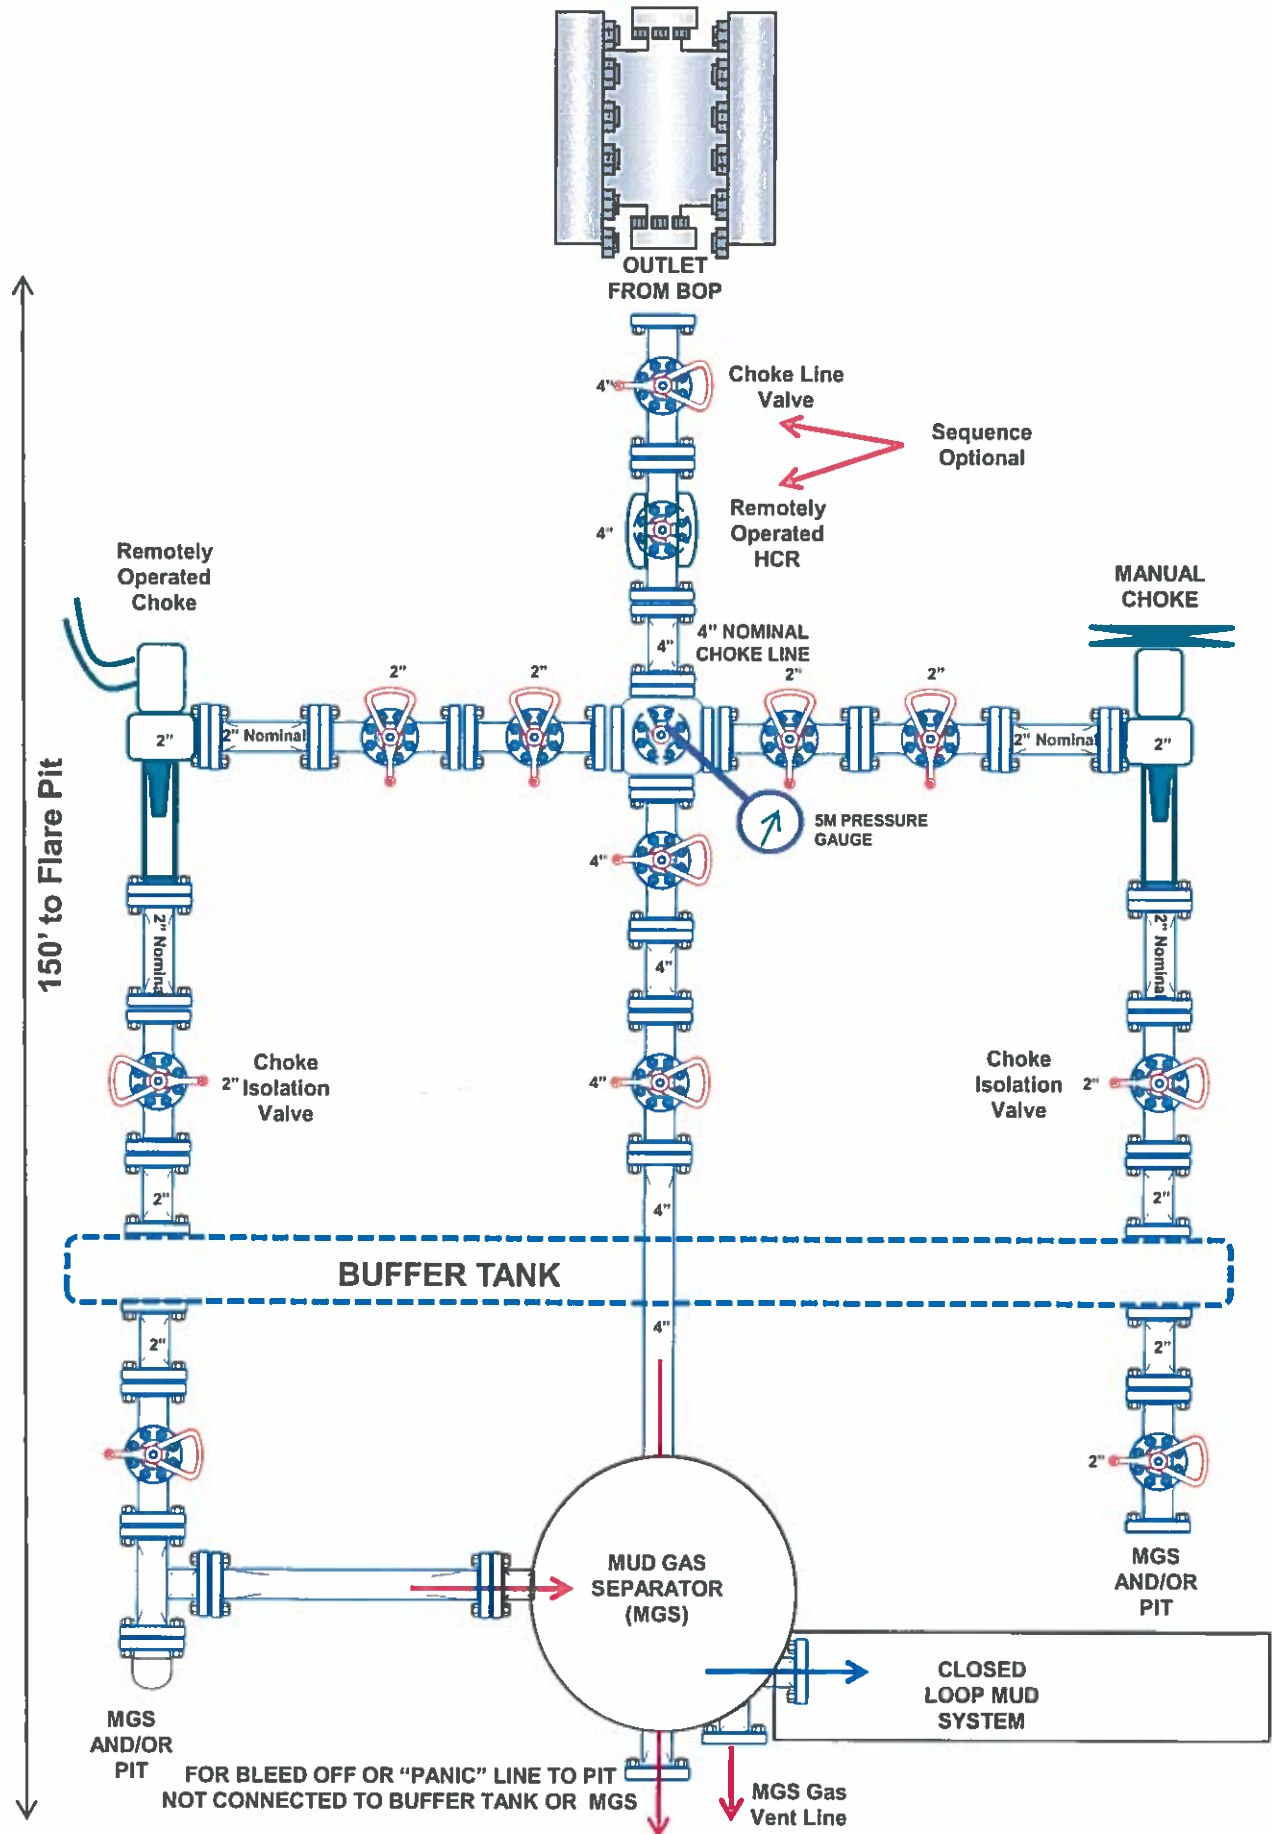 OUTLET
FROM BOP
4"
Choke Line
Valve
Sequence
Optional
4"
Remotely
Operated
HCR
Remotely
Operated
Choke
MANUAL
CHOKE
4"
4" NOMINAL
CHOKE LINE
2"
2"
2"
2"
2"
2" Nominal
2" Nominal
2"
5M PRESSURE
GAUGE
4"
150' to Flare Pit
2" Nominal
4"
2" Nominal
2"
Choke
Isolation
Valve
4"
Choke
Isolation
Valve
2"
2"
4"
2"
BUFFER TANK
2"
4"
2"
2"
MUD GAS
SEPARATOR
(MGS)
MGS
AND/OR
PIT
CLOSED
LOOP MUD
SYSTEM
MGS
AND/OR
PIT
FOR BLEED OFF OR "PANIC" LINE TO PIT
NOT CONNECTED TO BUFFER TANK OR MGS
MGS Gas
Vent Line